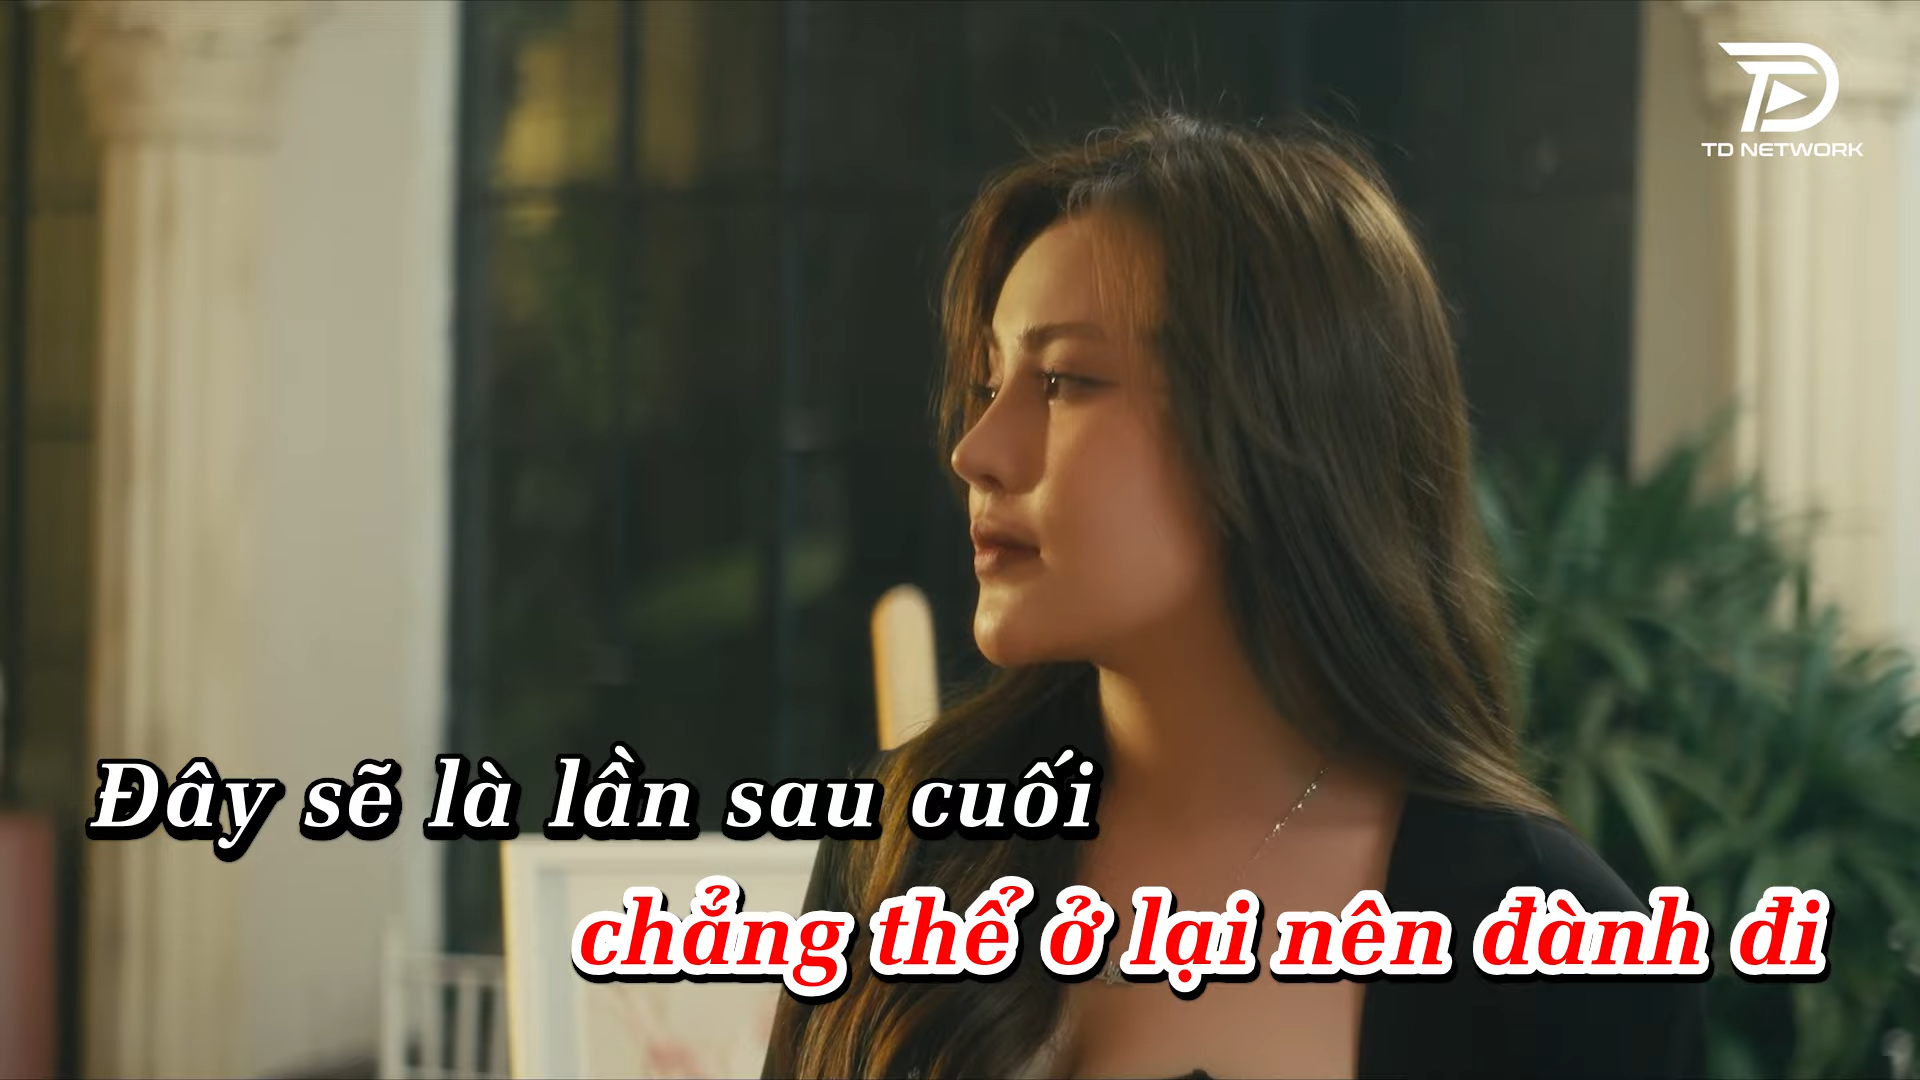 TD NETWORK
Đây sẽ là lần sau cuối
chẳng thể ở lại nên đành đi